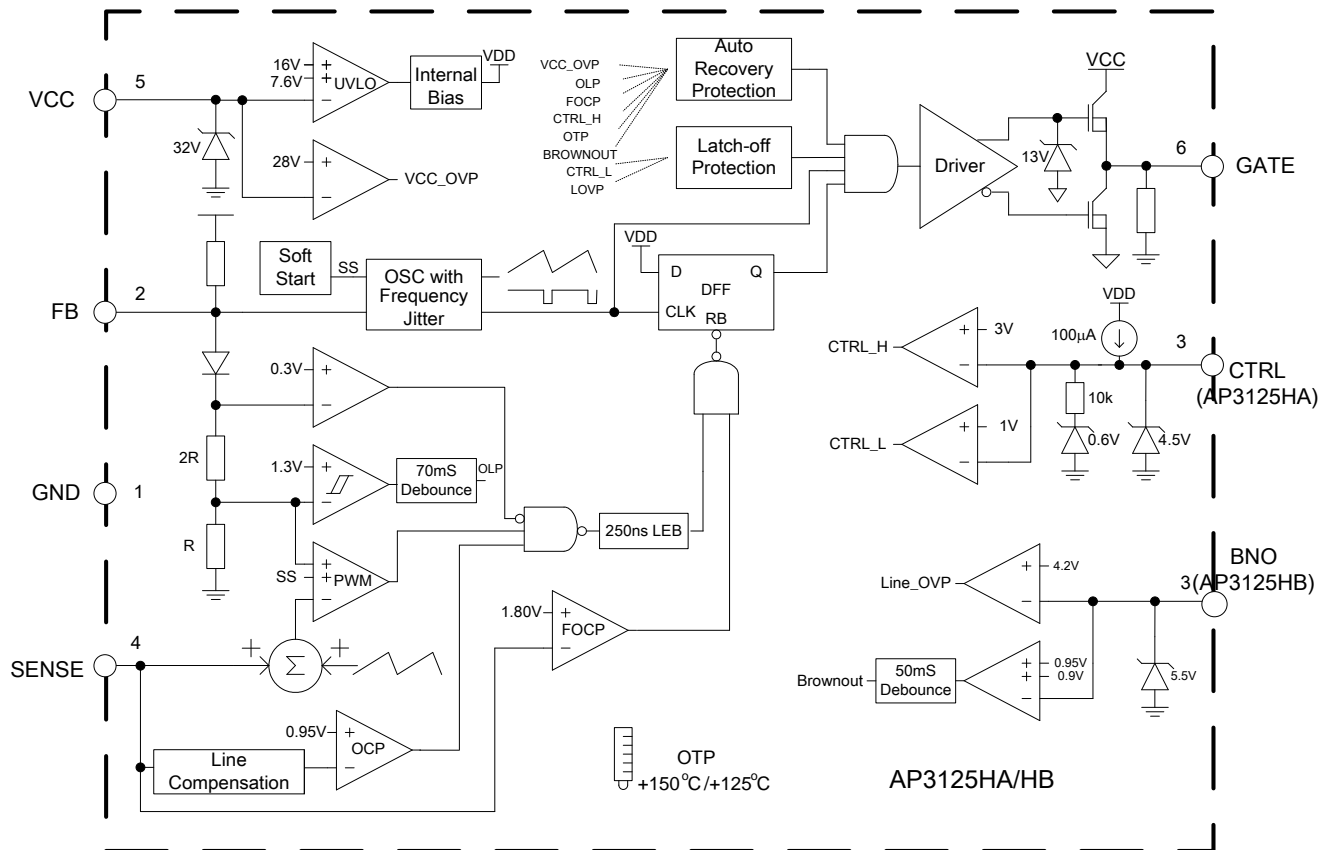 VCC
5
16V
7.6V
+
+
−
UVLO
Internal
Bias
VDD
32V
28V
+
−
VCC_OVP
VCC_OVP
OLP
FOCP
CTRL_H
OTP
BROWNOUT
CTRL_L
LOVP
Auto
Recovery
Protection
Latch-off
Protection
Driver
VCC
13V
6
GATE
Soft
Start
SS
OSC with
Frequency
Jitter
VDD
D
Q
DFF
CLK
RB
FB
2
0.3V
+
−
2R
1.3V
+
−
70mS
Debounce
OLP
GND
1
R
SS
+
+
−
PWM
250ns LEB
VDD
100μA
3
CTRL
(AP3125HA)
CTRL_H
+
−
3V
10k
0.6V
4.5V
CTRL_L
+
−
1V
BNO
3(AP3125HB)
Line_OVP
+
−
4.2V
Brownout
50mS
Debounce
+
+
−
0.95V
0.9V
5.5V
1.80V
+
−
FOCP
SENSE
4
+
Σ
+
0.95V
+
−
OCP
Line
Compensation
OTP
+150°C/+125°C
AP3125HA/HB